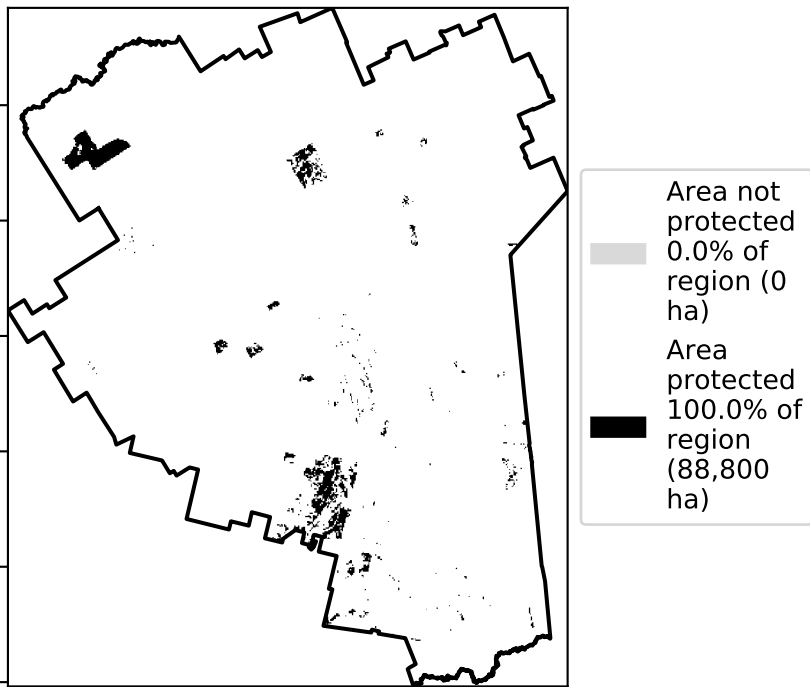 Area not
protected
0.0% of
region (0
ha)
Area
protected
100.0% of
region
(88,800
ha)